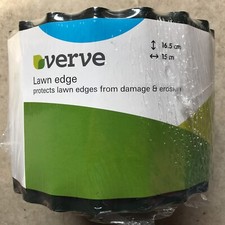 verve
16.5 cm
15 m
Lawn edge
protects lawn edges from damage &